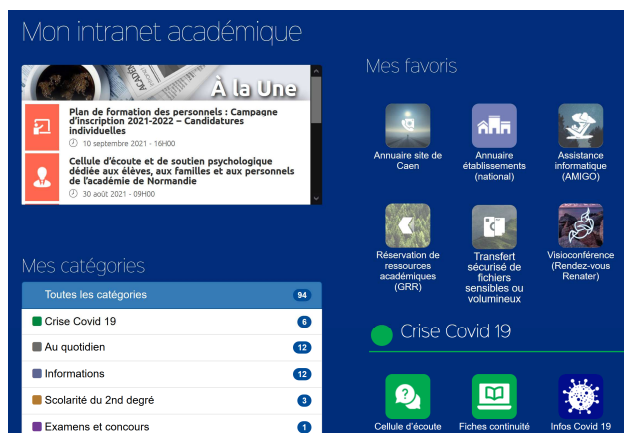 Mon intranet académique
À la Une
Plan de formation des personnels : Campagne
d'inscription 2021-2022 – Candidatures
individuelles
10 septembre 2021 - 16H00
Cellule d'écoute et de soutien psychologique
dédiée aux élèves, aux familles et aux personnels
de l'académie de Normandie
30 août 2021 - 09H00
Mes catégories
Toutes les catégories 94
Crise Covid 19 6
Au quotidien 12
Informations 12
Scolarité du 2nd degré 3
Examens et concours 1
Mes favoris
Annuaire site de
Caen
Annuaire
établissements
(national)
Assistance
informatique
(AMIGO)
Réservation de
ressources
académiques
(GRR)
Transfert
sécurisé de
fichiers
sensibles ou
volumineux
Visioconférence
(Rendez-vous
Renater)
Crise Covid 19
Cellule d'écoute
Fiches continuité
Infos Covid 19